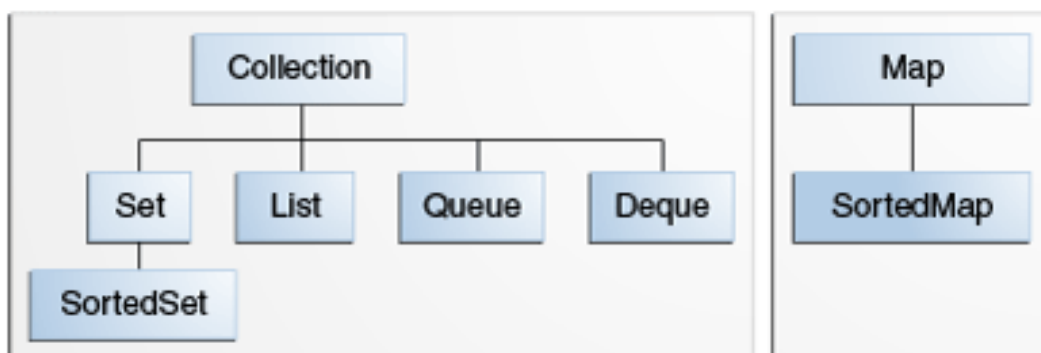 Collection
Map
Set
List
Queue
Deque
SortedMap
SortedSet